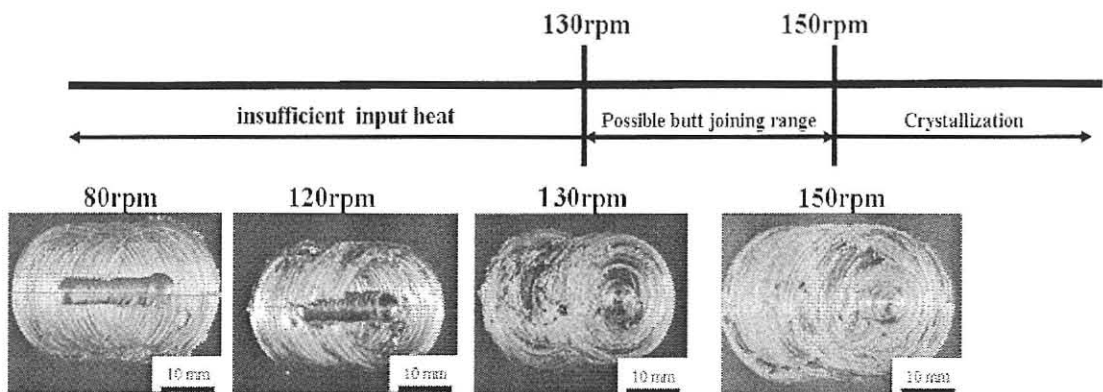 130rpm 150rpm
insufficient input heat Possible butt joining range Crystallization
80rpm 120rpm 130rpm 150rpm
10 mm 10 mm 10 mm 10 mm